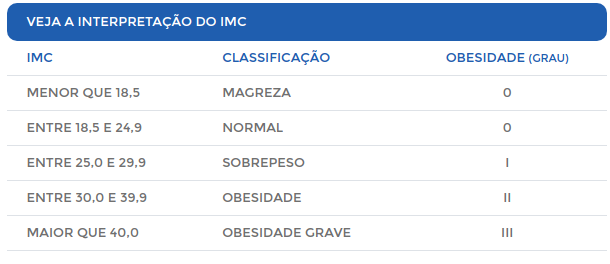 VEJA A INTERPRETAÇÃO DO IMC
IMC CLASSIFICAÇÃO OBESIDADE (GRAU)
MENOR QUE 18,5 MAGREZA 0
ENTRE 18,5 E 24,9 NORMAL 0
ENTRE 25,0 E 29,9 SOBREPESO I
ENTRE 30,0 E 39,9 OBESIDADE II
MAIOR QUE 40,0 OBESIDADE GRAVE III